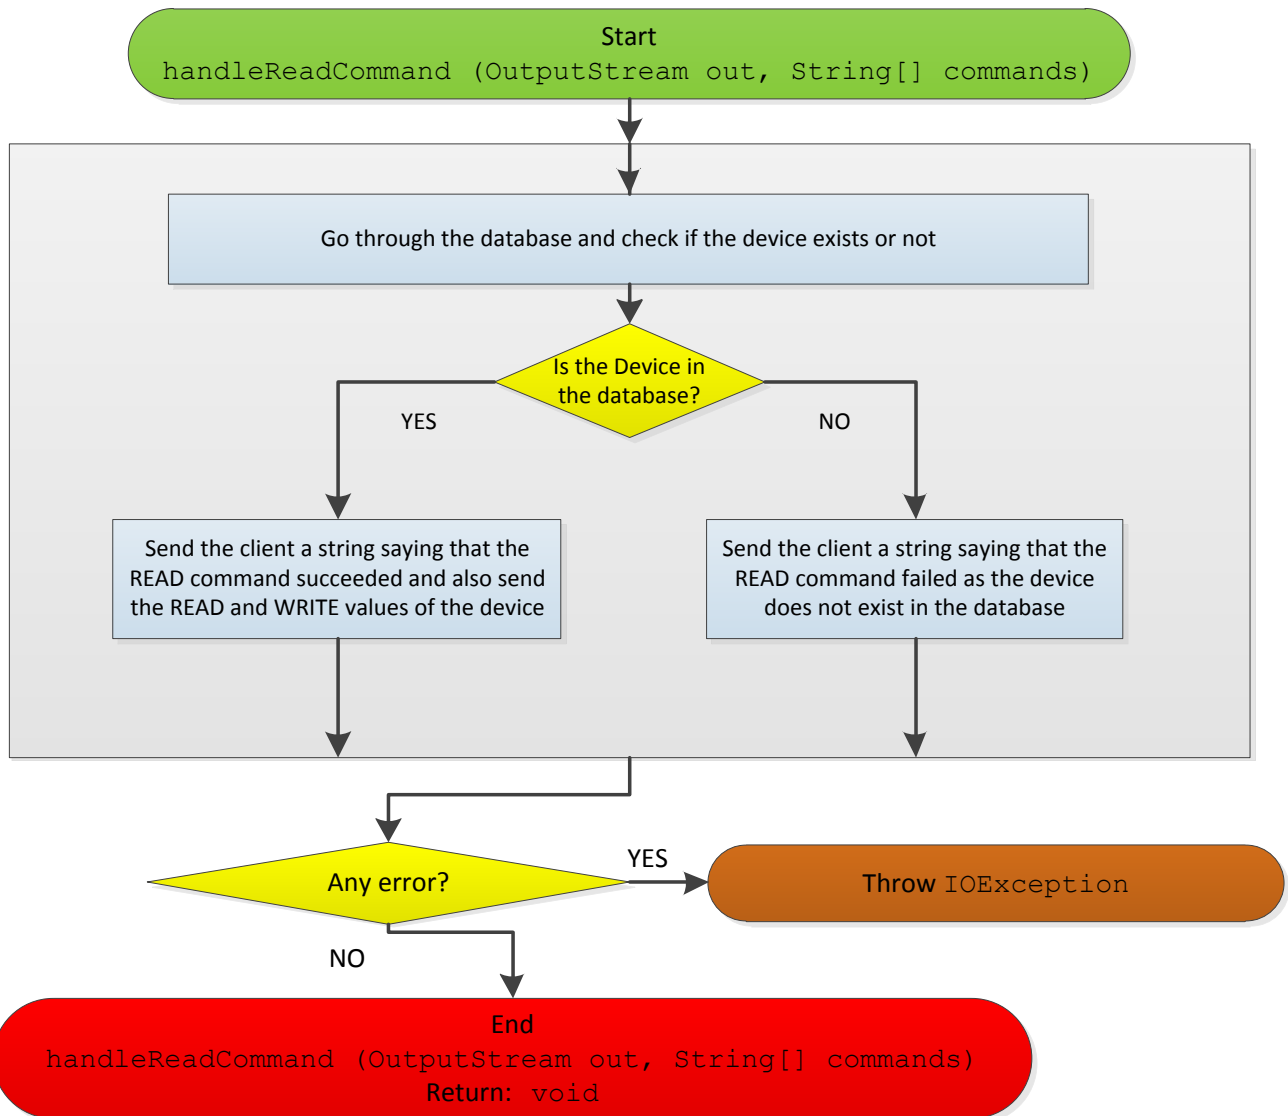 Start
handleReadCommand (OutputStream out, String[] commands)
Go through the database and check if the device exists or not
Is the Device in
the database?
YES
NO
Send the client a string saying that the
READ command succeeded and also send
the READ and WRITE values of the device
Send the client a string saying that the
READ command failed as the device
does not exist in the database
Any error?
YES
Throw IOException
NO
End
handleReadCommand (OutputStream out, String[] commands)
Return: void